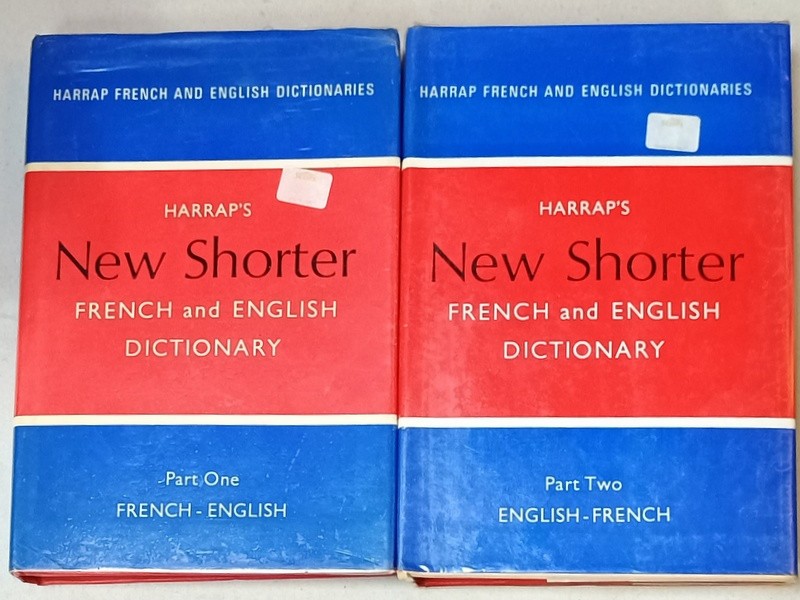 HARRAP FRENCH AND ENGLISH DICTIONARIES
HARRAP'S
New Shorter
FRENCH and ENGLISH
DICTIONARY
Part One
FRENCH - ENGLISH
HARRAP FRENCH AND ENGLISH DICTIONARIES
HARRAP'S
New Shorter
FRENCH and ENGLISH
DICTIONARY
Part Two
ENGLISH - FRENCH